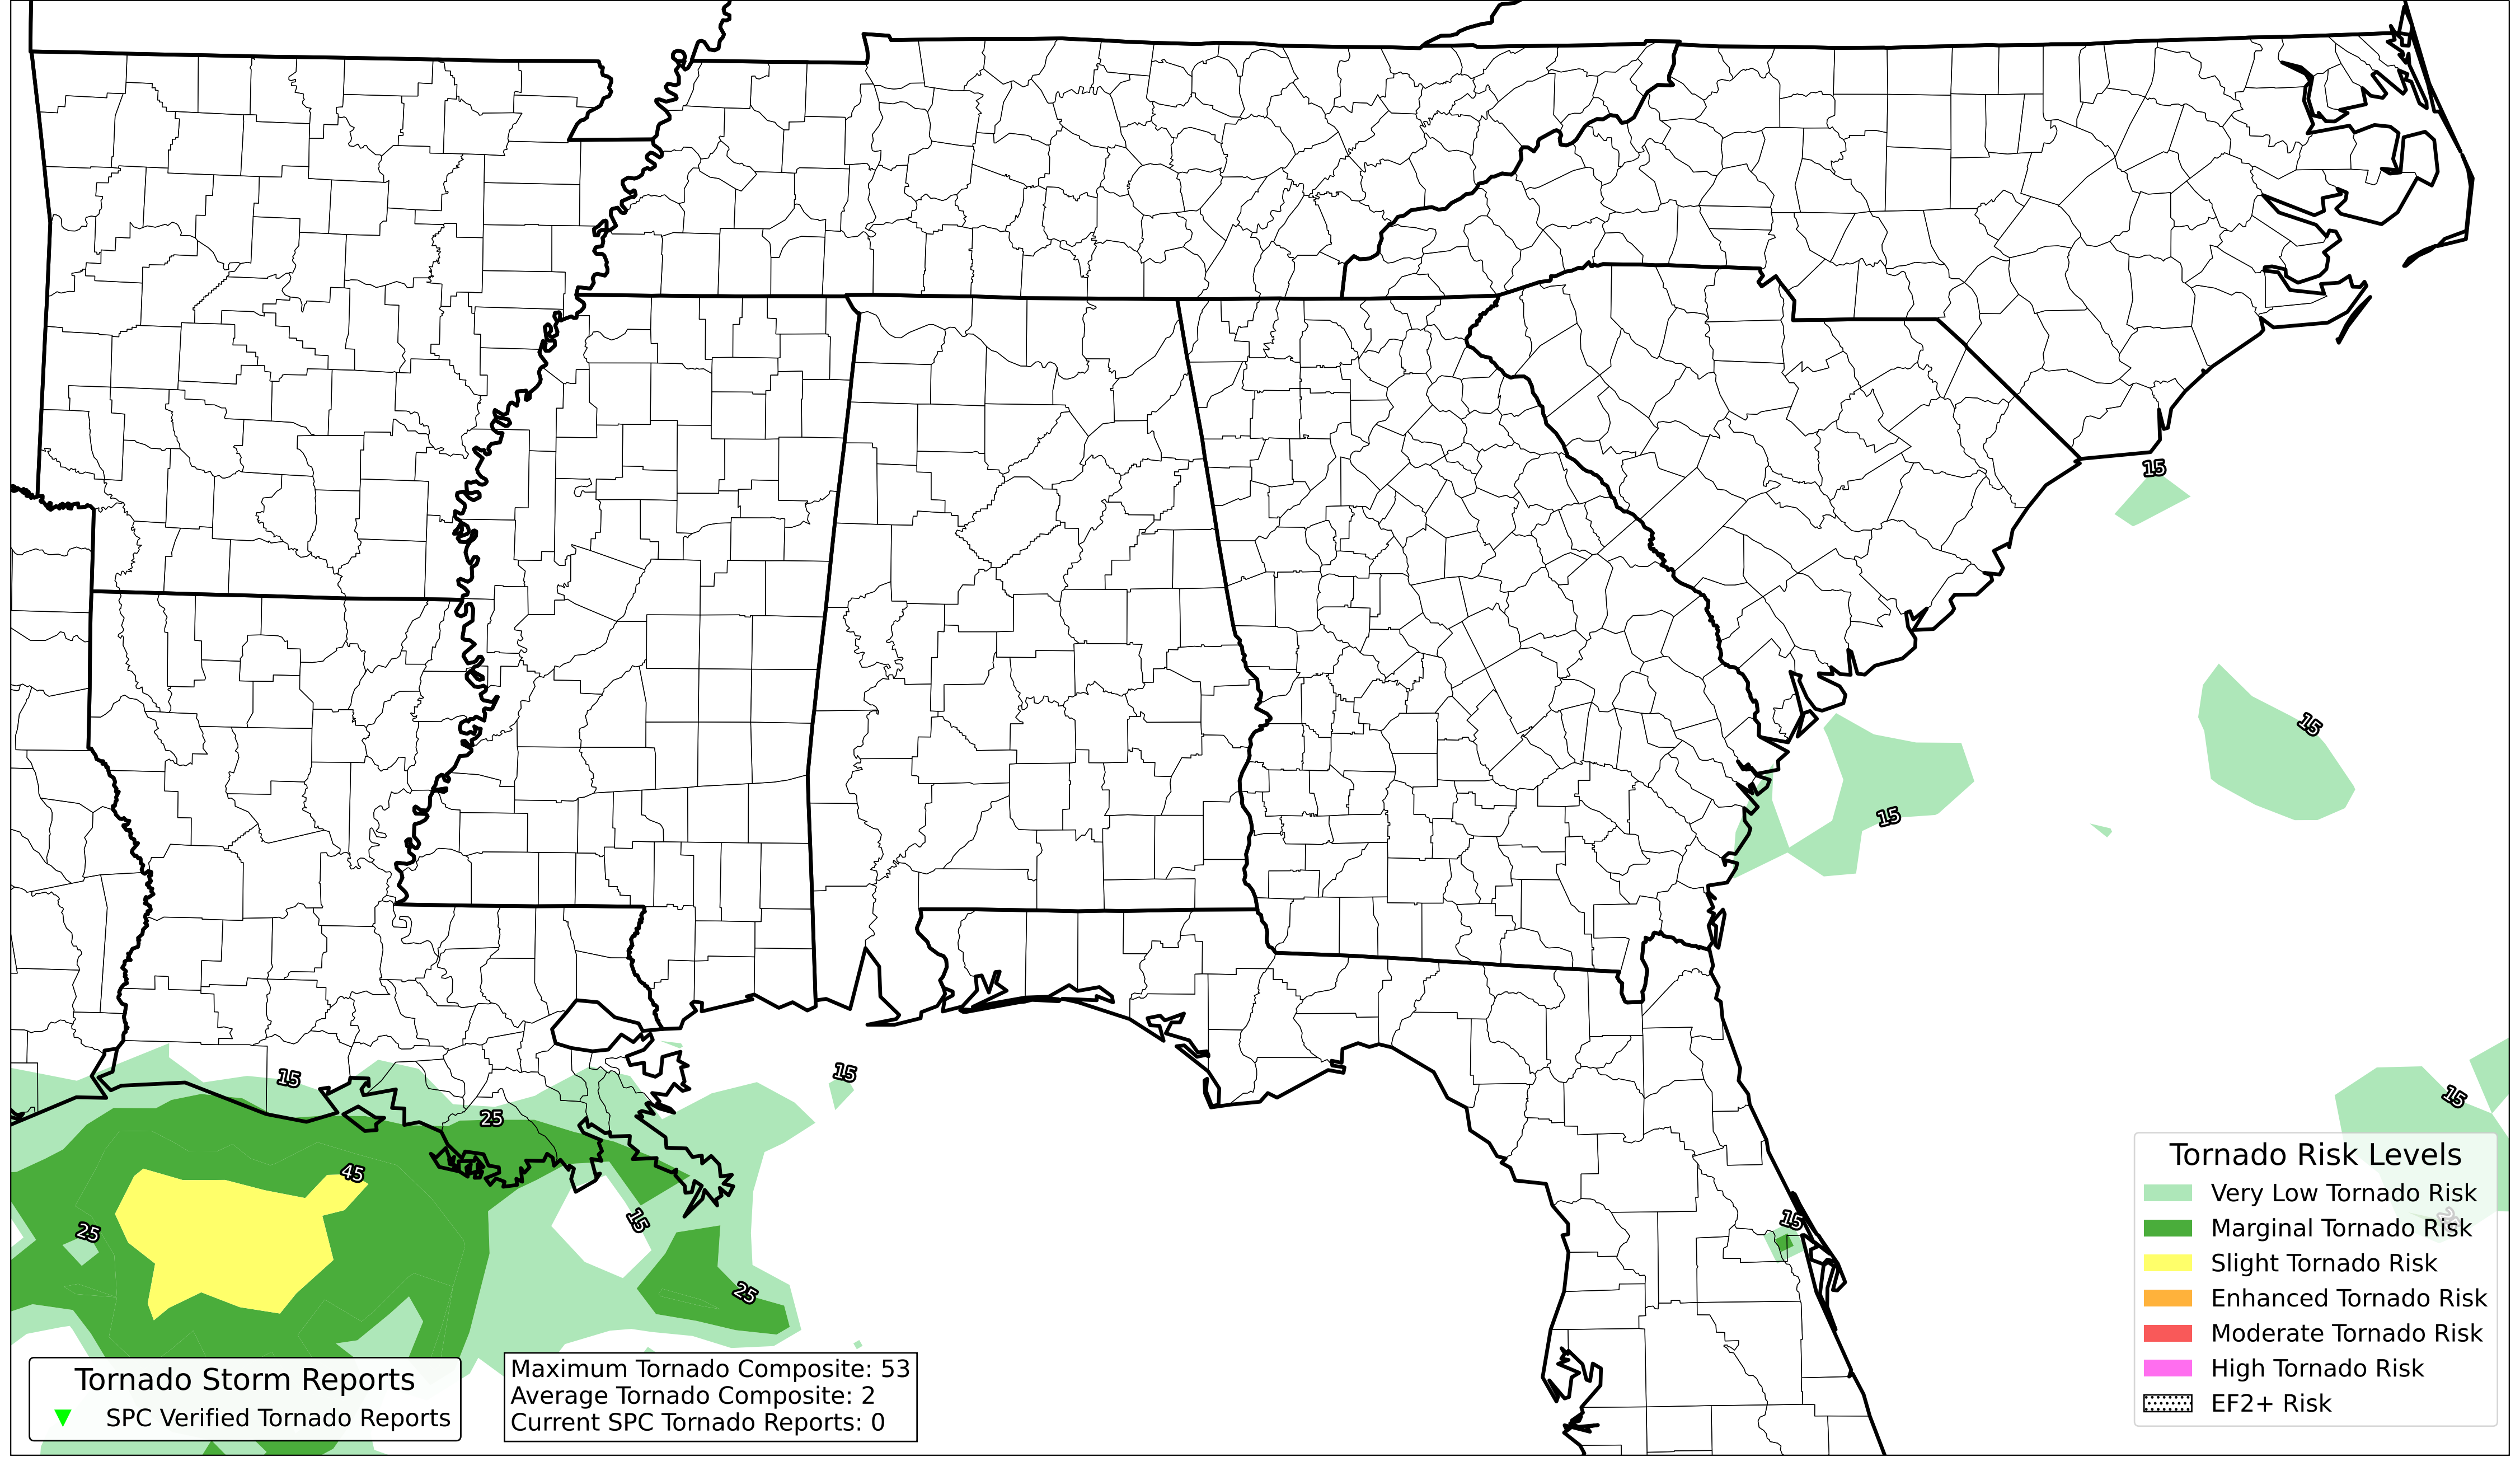 15
15
15
15
15
15
25
45
15
25
15
25
15
25
Tornado Risk Levels
Very Low Tornado Risk
Marginal Tornado Risk
Slight Tornado Risk
Enhanced Tornado Risk
Moderate Tornado Risk
High Tornado Risk
EF2+ Risk
Tornado Storm Reports
SPC Verified Tornado Reports
Maximum Tornado Composite: 53
Average Tornado Composite: 2
Current SPC Tornado Reports: 0